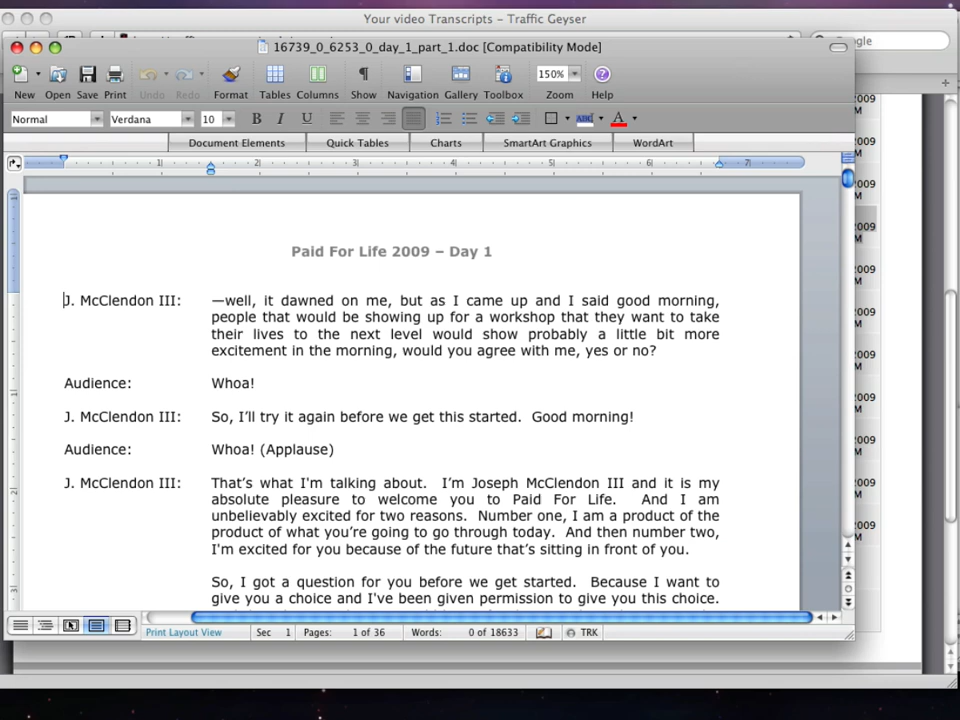 Your video Transcripts – Traffic Geyser
16739_0_6253_0_day_1_part_1.doc [Compatibility Mode]
gle
New Open Save Print Undo Redo Format Tables Columns Show Navigation Gallery Toolbox Zoom Help
150%
Normal Verdana 10 B I U
Document Elements Quick Tables Charts SmartArt Graphics WordArt
Paid For Life 2009 – Day 1
J. McClendon III: —well, it dawned on me, but as I came up and I said good morning,
people that would be showing up for a workshop that they want to take
their lives to the next level would show probably a little bit more
excitement in the morning, would you agree with me, yes or no?
Audience: Whoa!
J. McClendon III: So, I’ll try it again before we get this started. Good morning!
Audience: Whoa! (Applause)
J. McClendon III: That’s what I'm talking about. I’m Joseph McClendon III and it is my
absolute pleasure to welcome you to Paid For Life. And I am
unbelievably excited for two reasons. Number one, I am a product of the
product of what you’re going to go through today. And then number two,
I'm excited for you because of the future that’s sitting in front of you.
So, I got a question for you before we get started. Because I want to
give you a choice and I've been given permission to give you this choice.
Print Layout View Sec 1 Pages: 1 of 36 Words: 0 of 18633 TRK